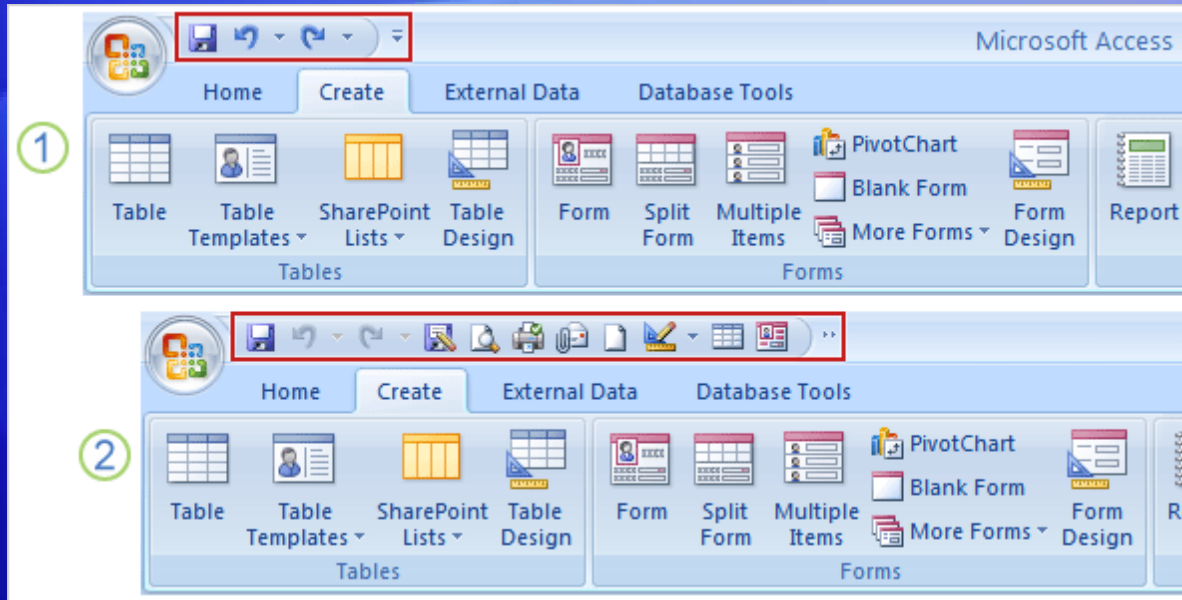 Microsoft Access
Home Create External Data Database Tools
1
PivotChart
Blank Form
Table Table SharePoint Table Form Split Multiple More Forms Form Report
Templates Lists Design Form Items Design
Tables Forms
Home Create External Data Database Tools
2
PivotChart
Blank Form
Table Table SharePoint Table Form Split Multiple More Forms Form R
Templates Lists Design Form Items Design
Tables Forms